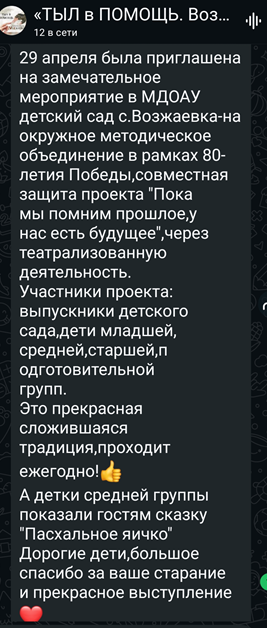 «ТЫЛ в ПОМОЩЬ. Воз...
12 в сети
29 апреля была приглашена
на замечательное
мероприятие в МДОАУ
детский сад с.Возжаевка-на
окружное методическое
объединение в рамках 80-
летия Победы,совместная
защита проекта "Пока
мы помним прошлое,у
нас есть будущее",через
театрализованную
деятельность.
Участники проекта:
выпускники детского
сада,дети младшей,
средней,старшей,п
одготовительной
групп.
Это прекрасная
сложившаяся
традиция,проходит
ежегодно!👍
А детки средней группы
показали гостям сказку
"Пасхальное яичко"
Дорогие дети,большое
спасибо за ваше старание
и прекрасное выступление
❤️